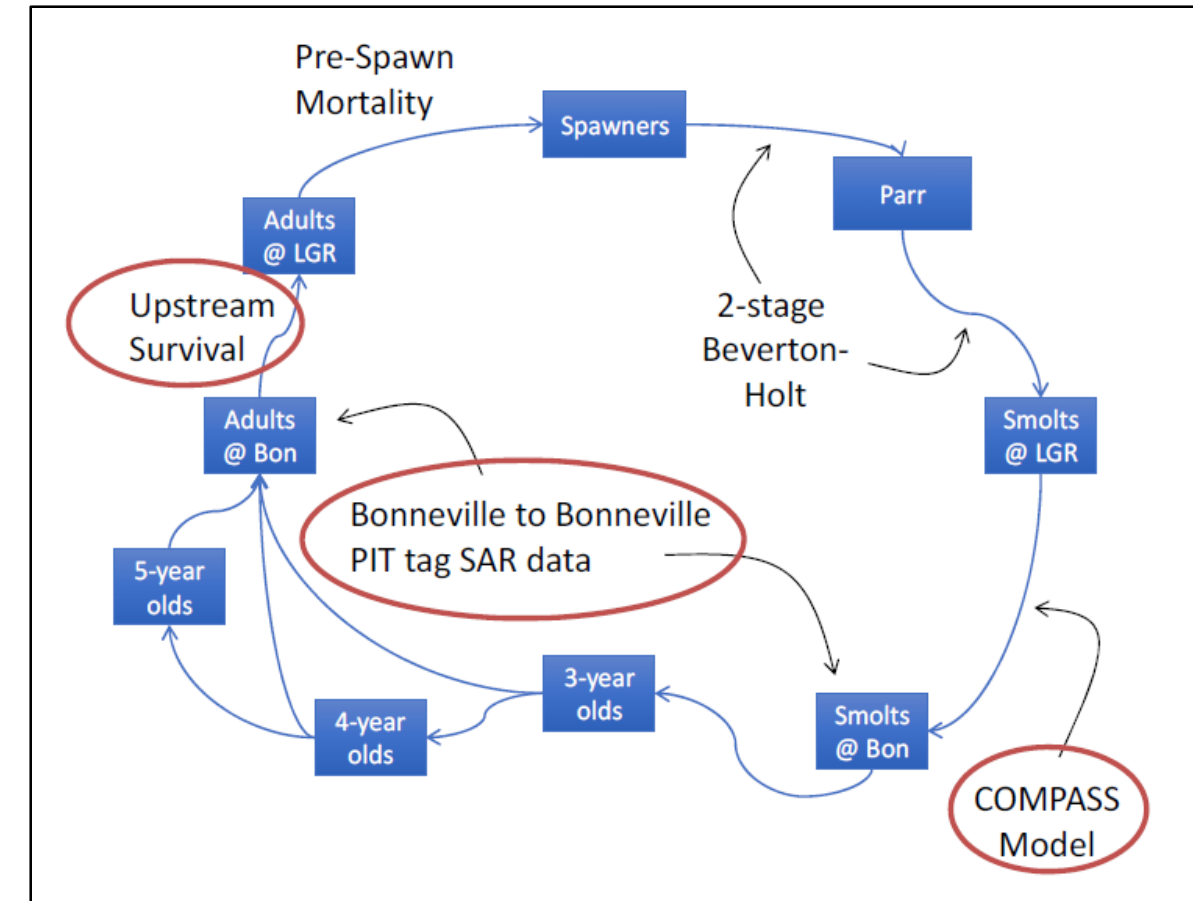 Pre-Spawn
Mortality
Spawners
Parr
Adults
@ LGR
Upstream
Survival
2-stage
Beverton-
Holt
Adults
@ Bon
Smolts
@ LGR
Bonneville to Bonneville
PIT tag SAR data
5-year
olds
3-year
olds
4-year
olds
Smolts
@ Bon
COMPASS
Model